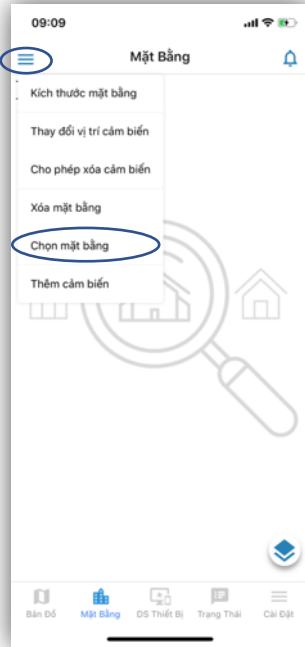 09:09
Mặt Bằng
Kích thước mặt bằng
Thay đổi vị trí cảm biến
Cho phép xóa cảm biến
Xóa mặt bằng
Chọn mặt bằng
Thêm cảm biến
Bản Đồ Mặt Bằng DS Thiết Bị Trạng Thái Cài Đặt